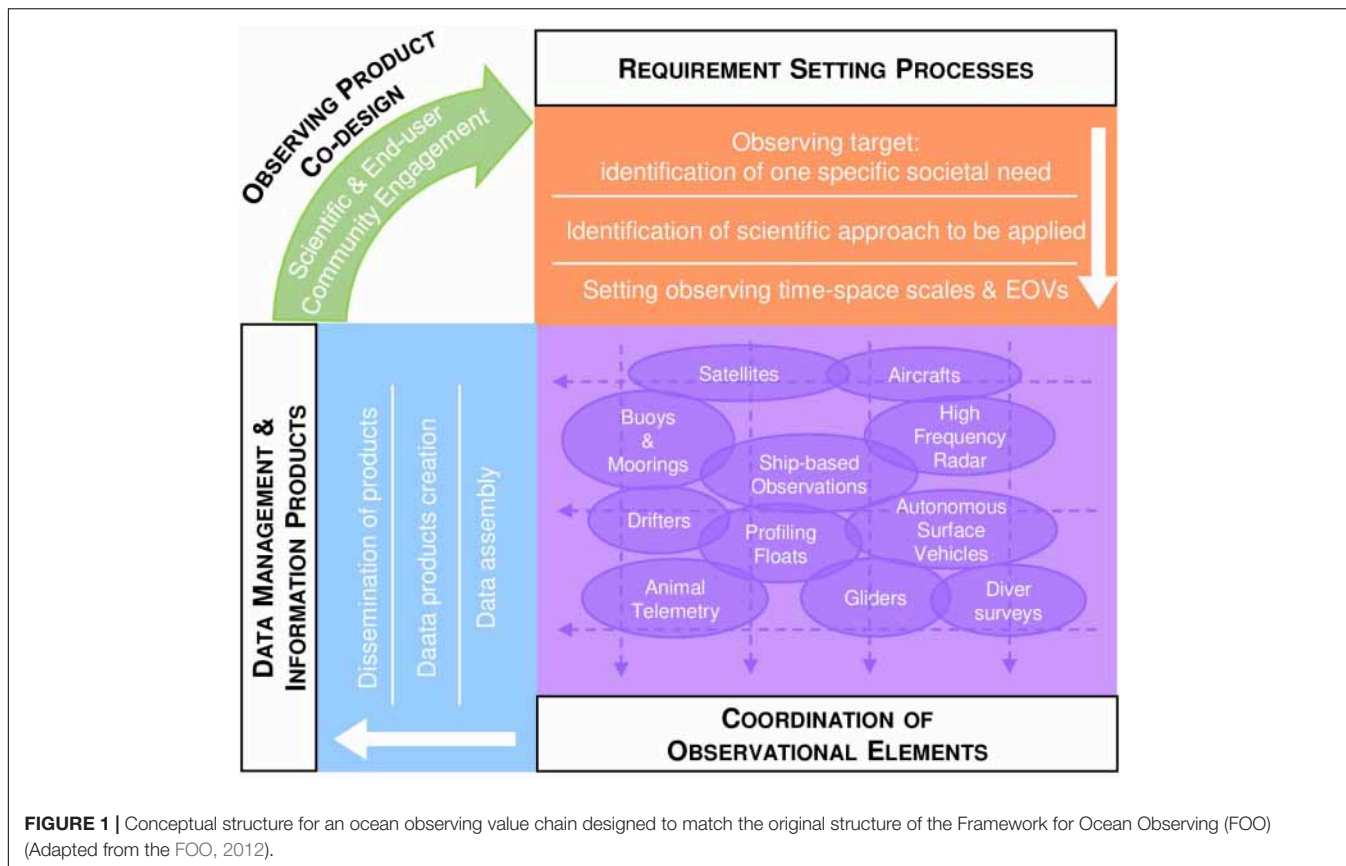 OBSERVING PRODUCT
CO-DESIGN
Scientific & End-user
Community Engagement
REQUIREMENT SETTING PROCESSES
Observing target:
identification of one specific societal need
Identification of scientific approach to be applied
Setting observing time-space scales & EOVs
Satellites
Aircrafts
Buoys
&
Moorings
High
Frequency
Radar
Ship-based
Observations
Drifters
Profiling
Floats
Autonomous
Surface
Vehicles
Animal
Telemetry
Gliders
Diver
surveys
COORDINATION OF
OBSERVATIONAL ELEMENTS
Data assembly
Daata products creation
Dissemination of products
DATA MANAGEMENT &
INFORMATION PRODUCTS
FIGURE 1 | Conceptual structure for an ocean observing value chain designed to match the original structure of the Framework for Ocean Observing (FOO)
(Adapted from the FOO, 2012).